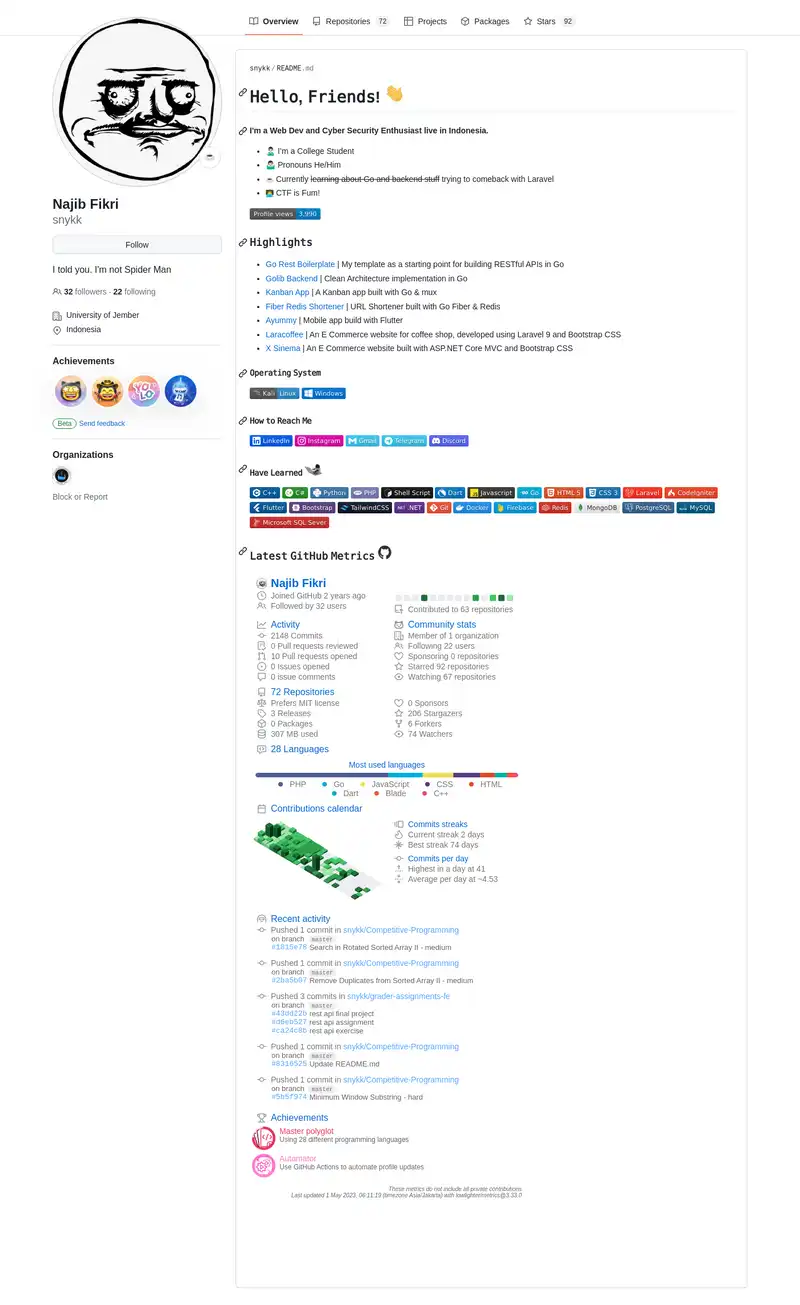 Overview Repositories 72 Projects Packages Stars 92
Najib Fikri
snykk
Follow
I told you. I'm not Spider Man
32 followers · 22 following
University of Jember
Indonesia
Achievements
YOLO
Beta Send feedback
Organizations
Block or Report
snykk / README.md
Hello, Friends!
I'm a Web Dev and Cyber Security Enthusiast live in Indonesia.
I'm a College Student
Pronouns He/Him
Currently learning about Go and backend stuff trying to comeback with Laravel
CTF is Fum!
Profile views 3,990
Highlights
Go Rest Boilerplate | My template as a starting point for building RESTful APIs in Go
Golib Backend | Clean Architecture implementation in Go
Kanban App | A Kanban app built with Go & mux
Fiber Redis Shortener | URL Shortener built with Go Fiber & Redis
Ayummy | Mobile app build with Flutter
Laracoffee | An E Commerce website for coffee shop, developed using Laravel 9 and Bootstrap CSS
X Sinema | An E Commerce website built with ASP.NET Core MVC and Bootstrap CSS
Operating System
Kali Linux Windows
How to Reach Me
LinkedIn Instagram Gmail Telegram Discord
Have Learned
C++ C# Python PHP Shell Script Dart Javascript Go HTML 5 CSS 3 Laravel CodeIgniter
Flutter Bootstrap TailwindCSS .NET Git Docker Firebase Redis MongoDB PostgreSQL MySQL
Microsoft SQL Sever
Latest GitHub Metrics
Najib Fikri
Joined GitHub 2 years ago
Followed by 32 users
Contributed to 63 repositories
Activity
2148 Commits
0 Pull requests reviewed
10 Pull requests opened
0 Issues opened
0 issue comments
Community stats
Member of 1 organization
Following 22 users
Sponsoring 0 repositories
Starred 92 repositories
Watching 67 repositories
72 Repositories
Prefers MIT license
3 Releases
0 Packages
307 MB used
0 Sponsors
206 Stargazers
6 Forkers
74 Watchers
28 Languages
Most used languages
PHP Go JavaScript CSS HTML
Dart Blade C++
Contributions calendar
Commits streaks
Current streak 2 days
Best streak 74 days
Commits per day
Highest in a day at 41
Average per day at ~4.53
Recent activity
Pushed 1 commit in snykk/Competitive-Programming
on branch master
#1815e78 Search in Rotated Sorted Array II - medium
Pushed 1 commit in snykk/Competitive-Programming
on branch master
#2ba5b07 Remove Duplicates from Sorted Array II - medium
Pushed 3 commits in snykk/grader-assignments-fe
on branch master
#43dd22b rest api final project
#d6eb527 rest api assignment
#ca24c8b rest api exercise
Pushed 1 commit in snykk/Competitive-Programming
on branch master
#8316525 Update README.md
Pushed 1 commit in snykk/Competitive-Programming
on branch master
#5b5f974 Minimum Window Substring - hard
Achievements
Master polyglot
Using 28 different programming languages
Automator
Use GitHub Actions to automate profile updates
These metrics do not include all private contributions
Last updated 1 May 2023, 06:11:19 (timezone Asia/Jakarta) with lowlighter/metrics@3.33.0